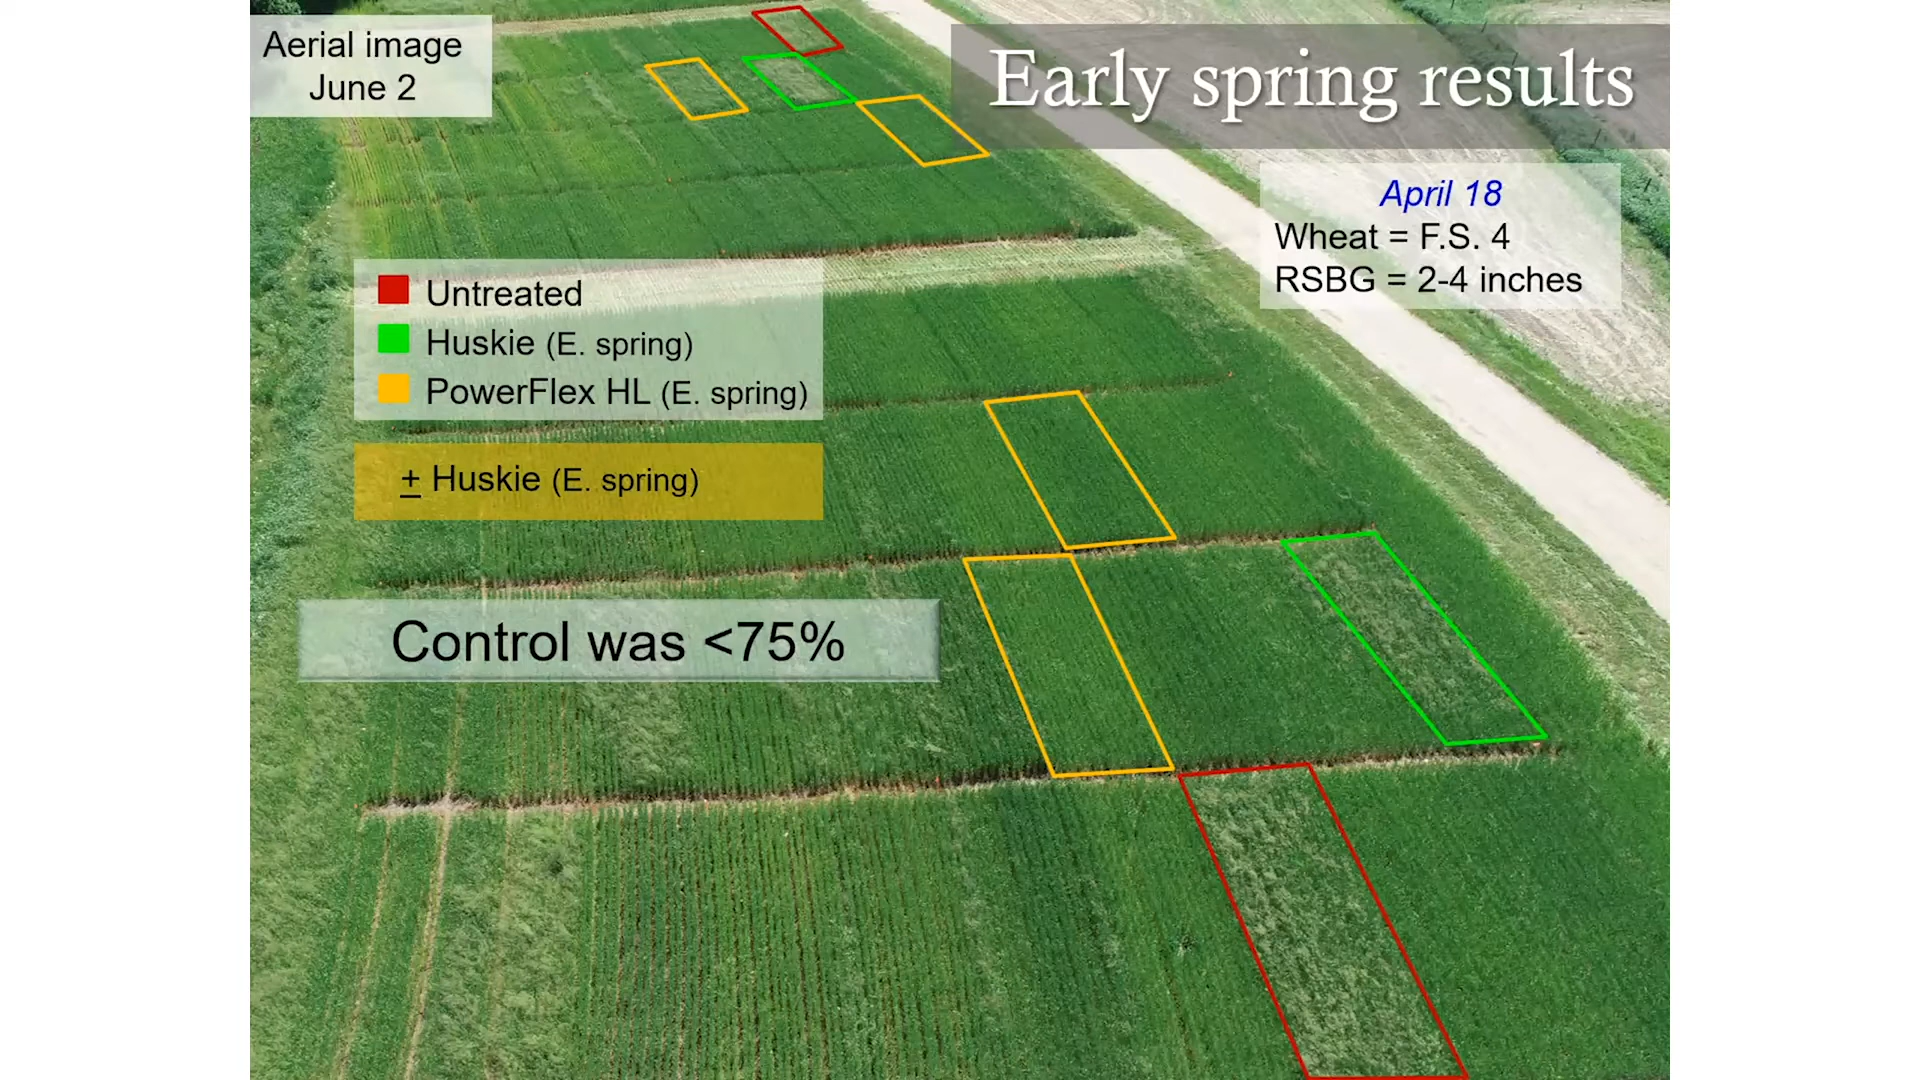 Aerial image
June 2
Early spring results
April 18
Wheat = F.S. 4
RSBG = 2-4 inches
Untreated
Huskie (E. spring)
PowerFlex HL (E. spring)
± Huskie (E. spring)
Control was <75%